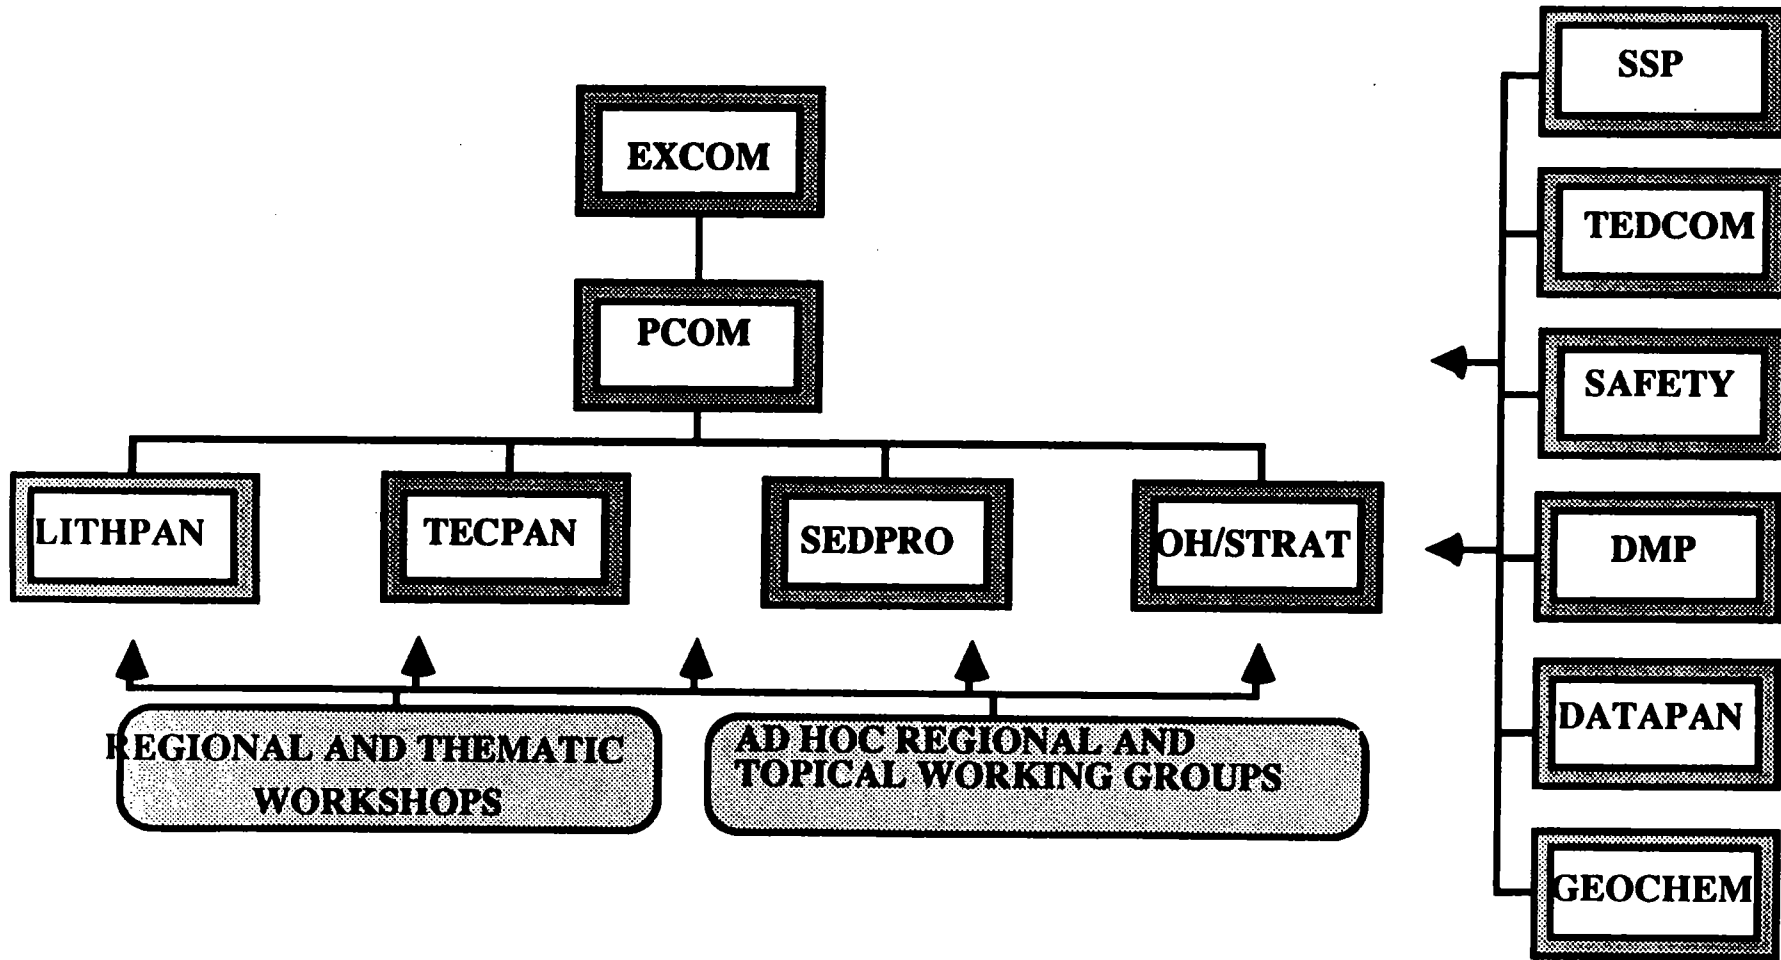 EXCOM
PCOM
LITHPAN
TECPAN
SEDPRO
OH/STRAT
REGIONAL AND THEMATIC
WORKSHOPS
AD HOC REGIONAL AND
TOPICAL WORKING GROUPS
SSP
TEDCOM
SAFETY
DMP
DATAPAN
GEOCHEM